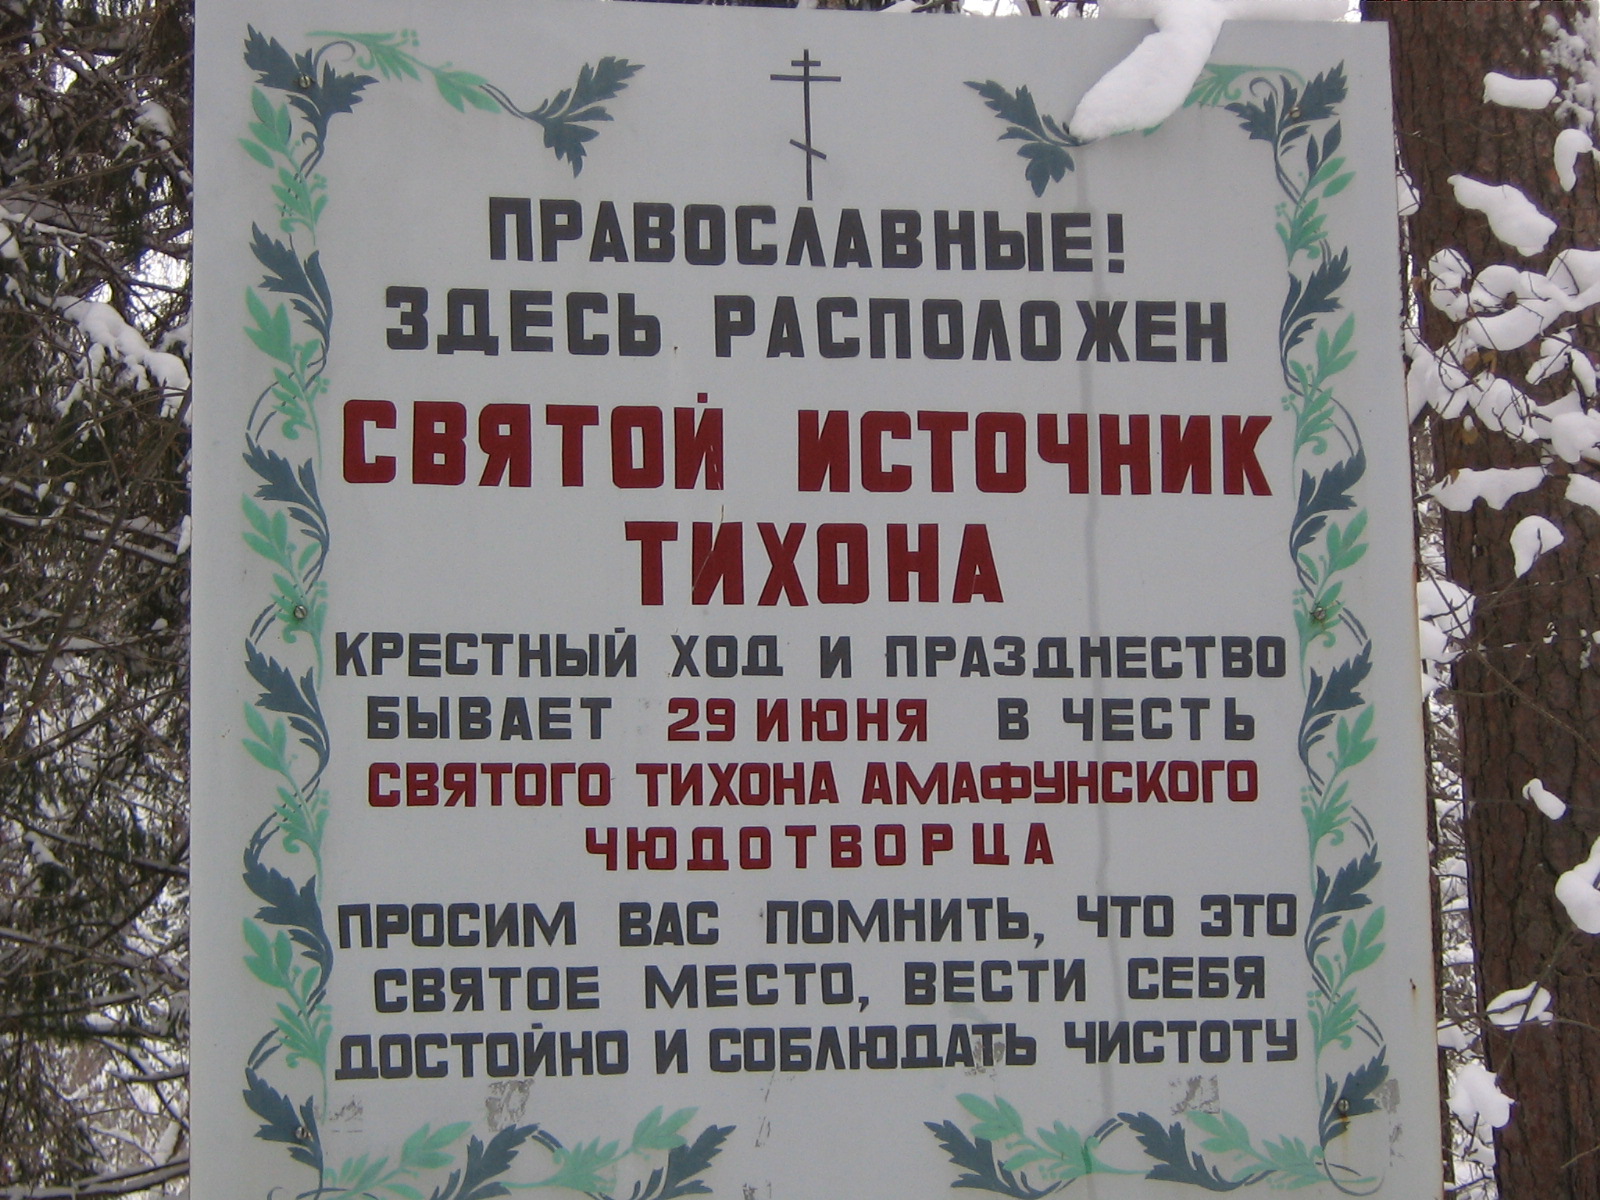 ПРАВОСЛАВНЫЕ!
ЗДЕСЬ РАСПОЛОЖЕН
СВЯТОЙ ИСТОЧНИК
ТИХОНА
КРЕСТНЫЙ ХОД И ПРАЗДНЕСТВО
БЫВАЕТ 29 ИЮНЯ В ЧЕСТЬ
СВЯТОГО ТИХОНА АМАФУНСКОГО
ЧЮДОТВОРЦА
ПРОСИМ ВАС ПОМНИТЬ, ЧТО ЭТО
СВЯТОЕ МЕСТО, ВЕСТИ СЕБЯ
ДОСТОЙНО И СОБЛЮДАТЬ ЧИСТОТУ